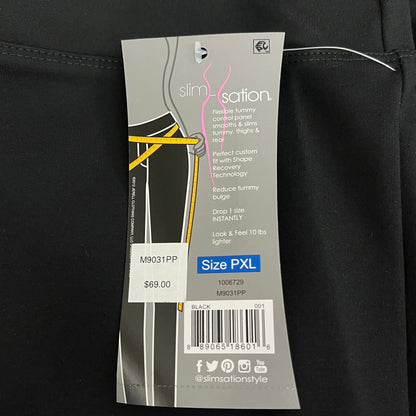 slim-sation
Flexible tummy
control panel
smooths & slims
tummy, thighs &
rear
Perfect custom
fit with Shape
Recovery
Technology
Reduce tummy
bulge
Drop 1 size
INSTANTLY
Look & Feel 10 lbs
lighter
M9031PP
$69.00
Size PXL
1006729
M9031PP
BLACK 001
8 89065 18601 6
@slimsationstyle